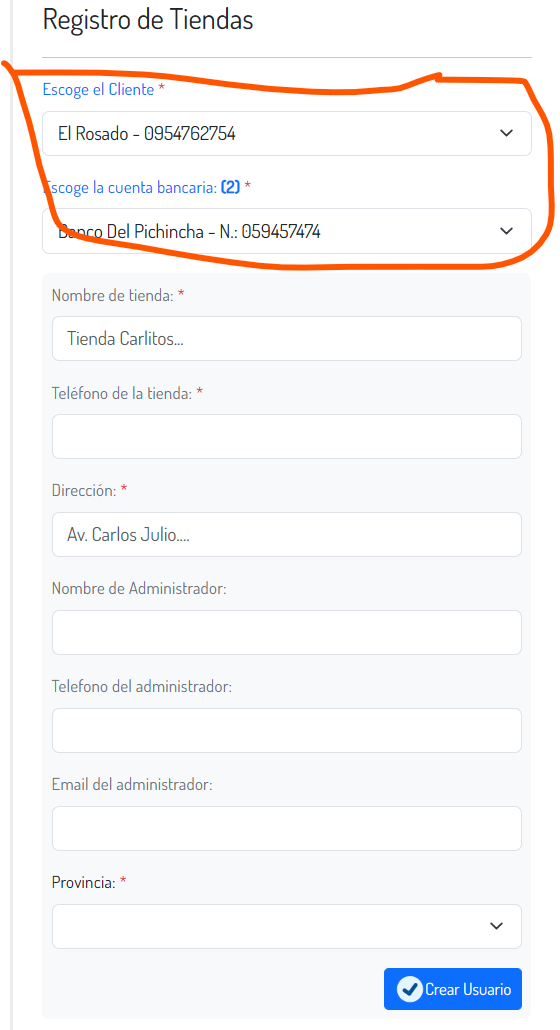 Registro de Tiendas
Escoge el Cliente *
El Rosado - 0954762754
Escoge la cuenta bancaria: (2) *
Banco Del Pichincha - N.: 059457474
Nombre de tienda: *
Tienda Carlitos...
Teléfono de la tienda: *
Dirección: *
Av. Carlos Julio....
Nombre de Administrador:
Telefono del administrador:
Email del administrador:
Provincia: *
Crear Usuario